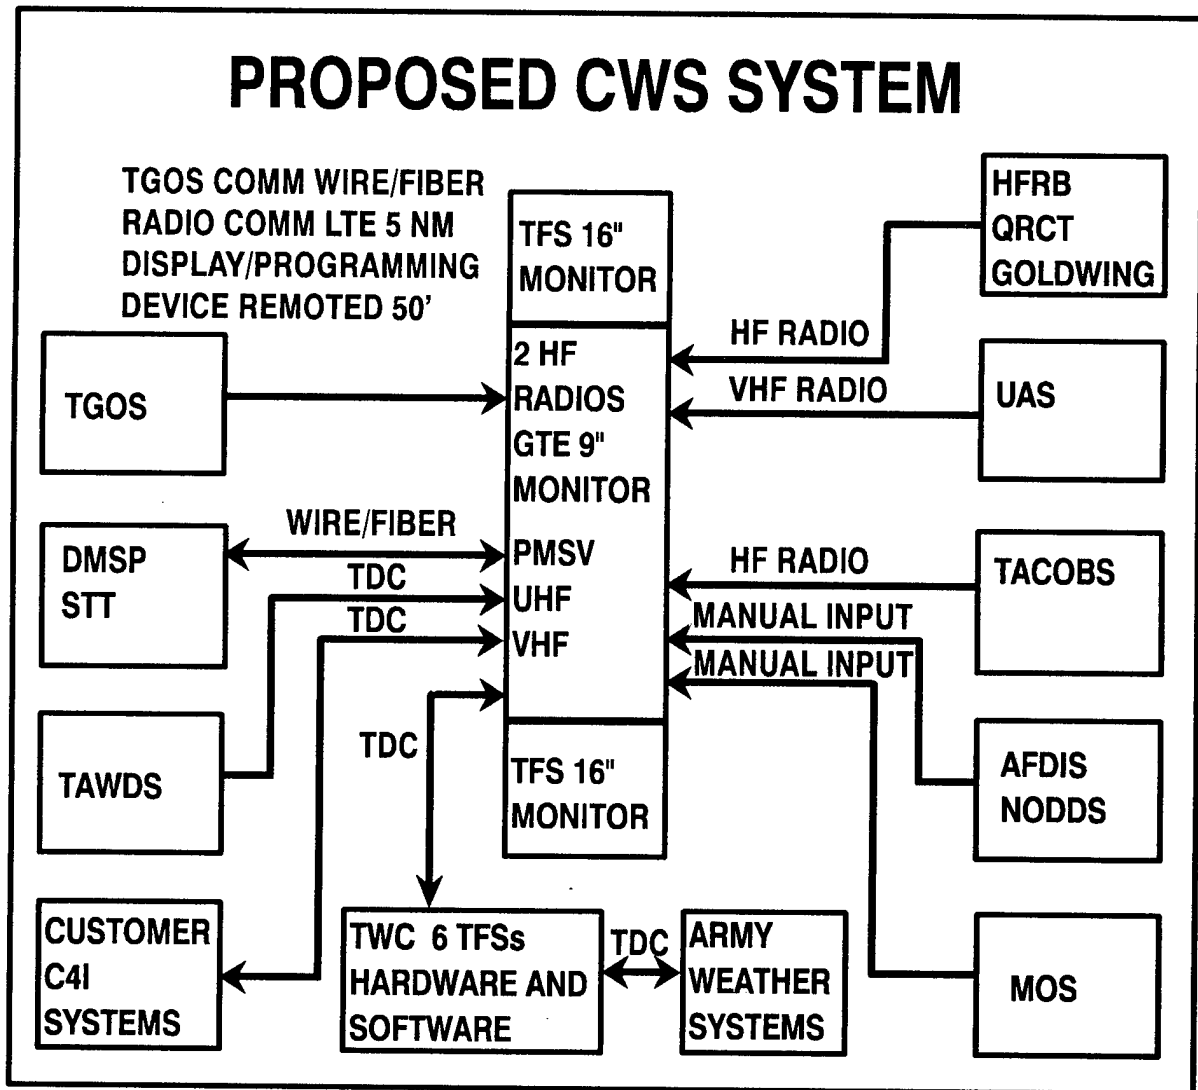 PROPOSED CWS SYSTEM
TGOS COMM WIRE/FIBER
RADIO COMM LTE 5 NM
DISPLAY/PROGRAMMING
DEVICE REMOTED 50'
TGOS
DMSP
STT
TAWDS
CUSTOMER
C4I
SYSTEMS
WIRE/FIBER
TDC
TDC
TDC
TFS 16"
MONITOR
2 HF
RADIOS
GTE 9"
MONITOR
PMSV
UHF
VHF
TFS 16"
MONITOR
TWC 6 TFSs
HARDWARE AND
SOFTWARE
TDC
ARMY
WEATHER
SYSTEMS
HF RADIO
VHF RADIO
HF RADIO
MANUAL INPUT
MANUAL INPUT
HFRB
QRCT
GOLDWING
UAS
TACOBS
AFDIS
NODDS
MOS